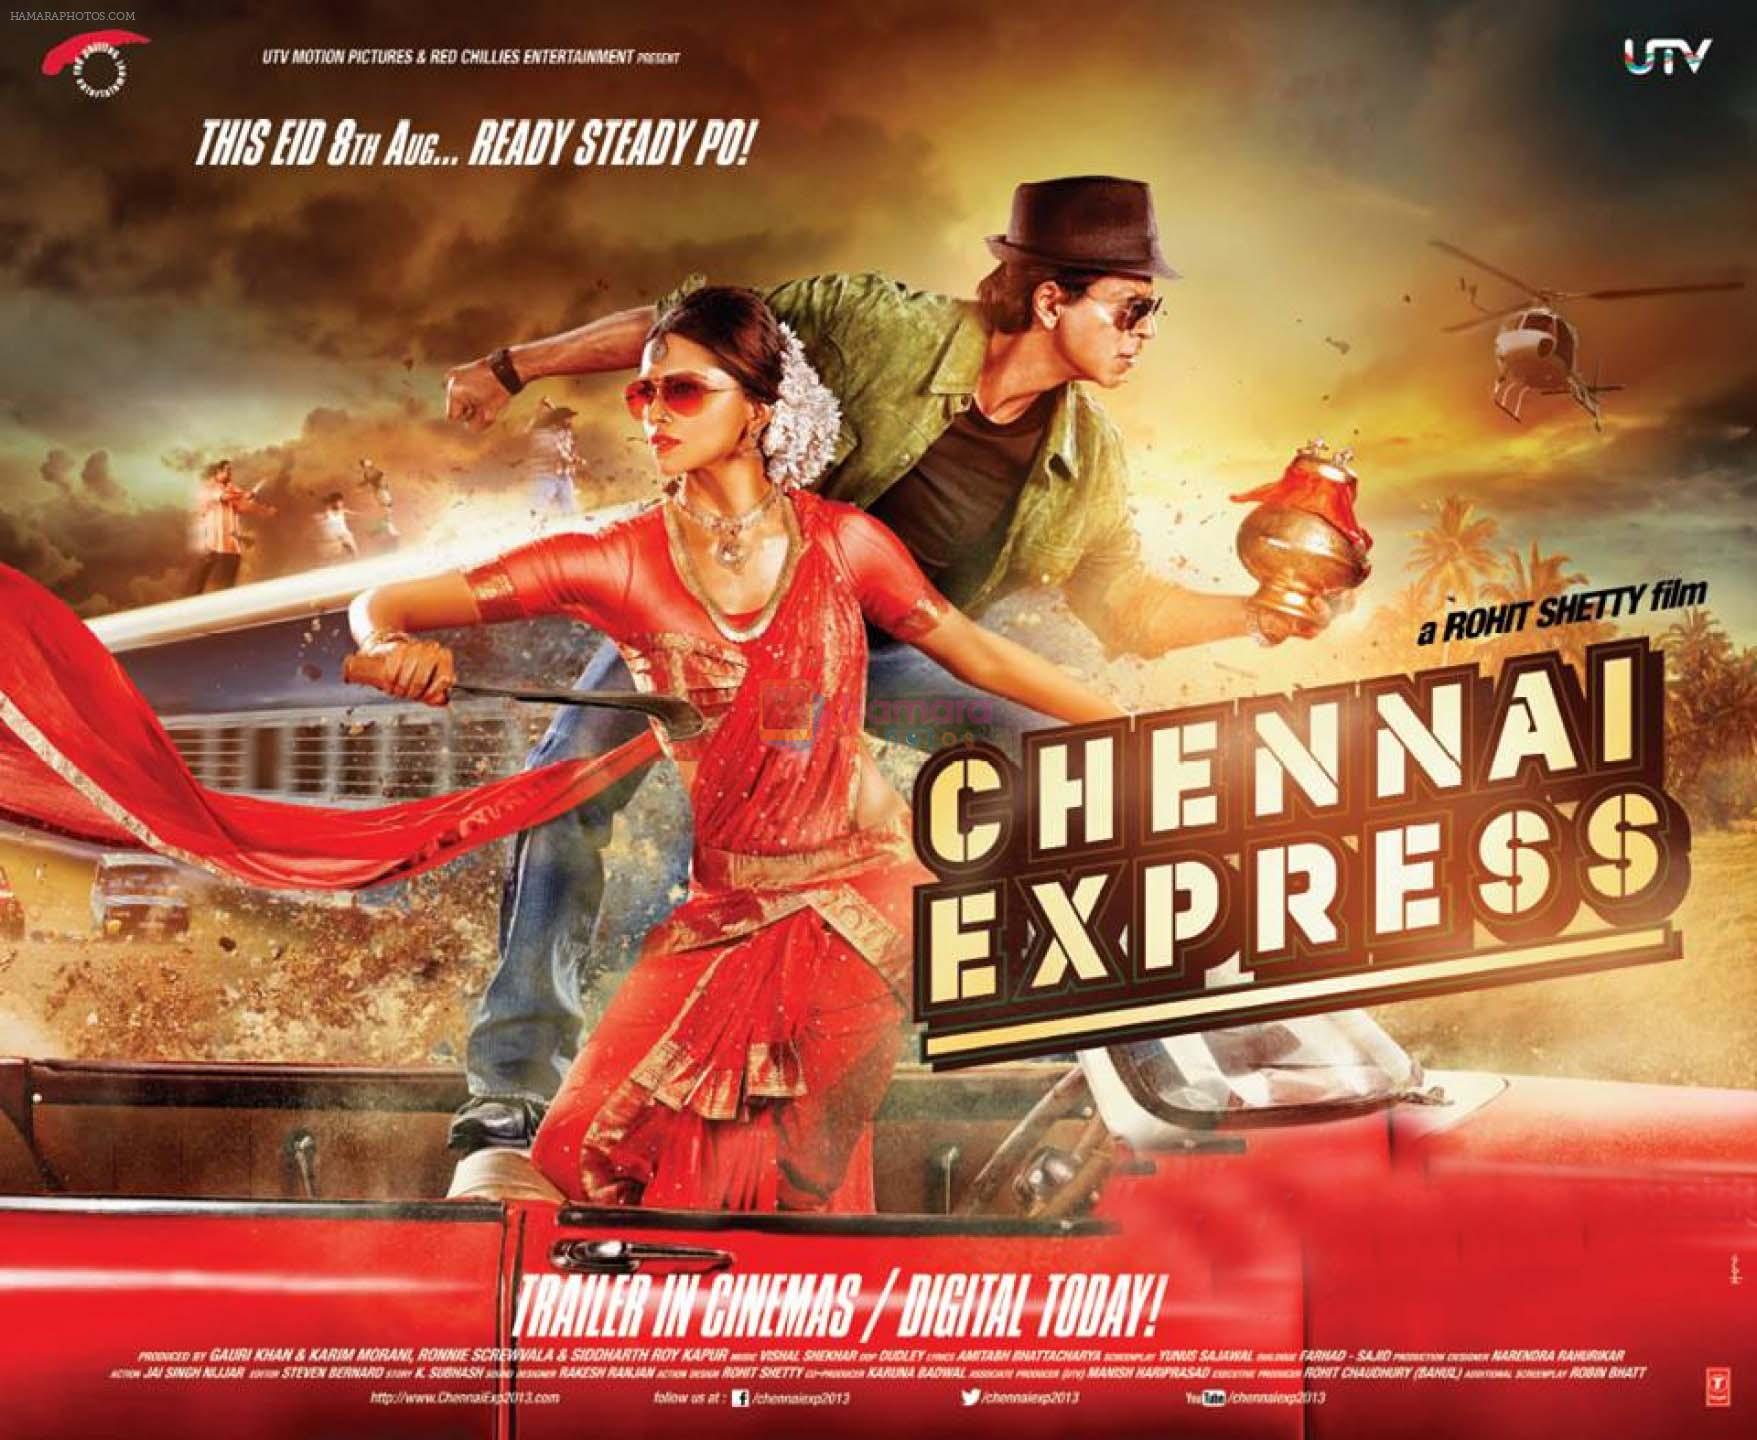 HAMARAPHOTOS.COM
UTV MOTION PICTURES & RED CHILLIES ENTERTAINMENT PRESENT
UTV
THIS EID 8TH AUG... READY STEADY PO!
a ROHIT SHETTY film
CHENNAI
EXPRESS
TRAILER IN CINEMAS / DIGITAL TODAY!
PRODUCED BY GAURI KHAN & KARIM MORANI, RONNIE SCREWVALA & SIDDHARTH ROY KAPUR MUSIC VISHAL SHEKHAR DOP DUDLEY LYRICS AMITABH BHATTACHARYA SCREENPLAY YUNUS SAJAWAL DIALOGUE FARHAD - SAJID PRODUCTION DESIGNER NARENDRA RAHURIKAR
ACTION JAI SINGH NIJJAR EDITOR STEVEN BERNARD STORY K. SUBHASH SOUND DESIGNER RAKESH RANJAN ACTION DESIGN ROHIT SHETTY CO-PRODUCER KARUNA BADWAL ASSOCIATE PRODUCER (UTV) MANISH HARIPRASAD EXECUTIVE PRODUCER ROHIT CHAUDHURY (BAHUL) ADDITIONAL SCREENPLAY ROBIN BHATT
http://www.ChennaiExp2013.com follow us at : f /chennaiexp2013 /chennaiexp2013 You Tube /chennaiexp2013